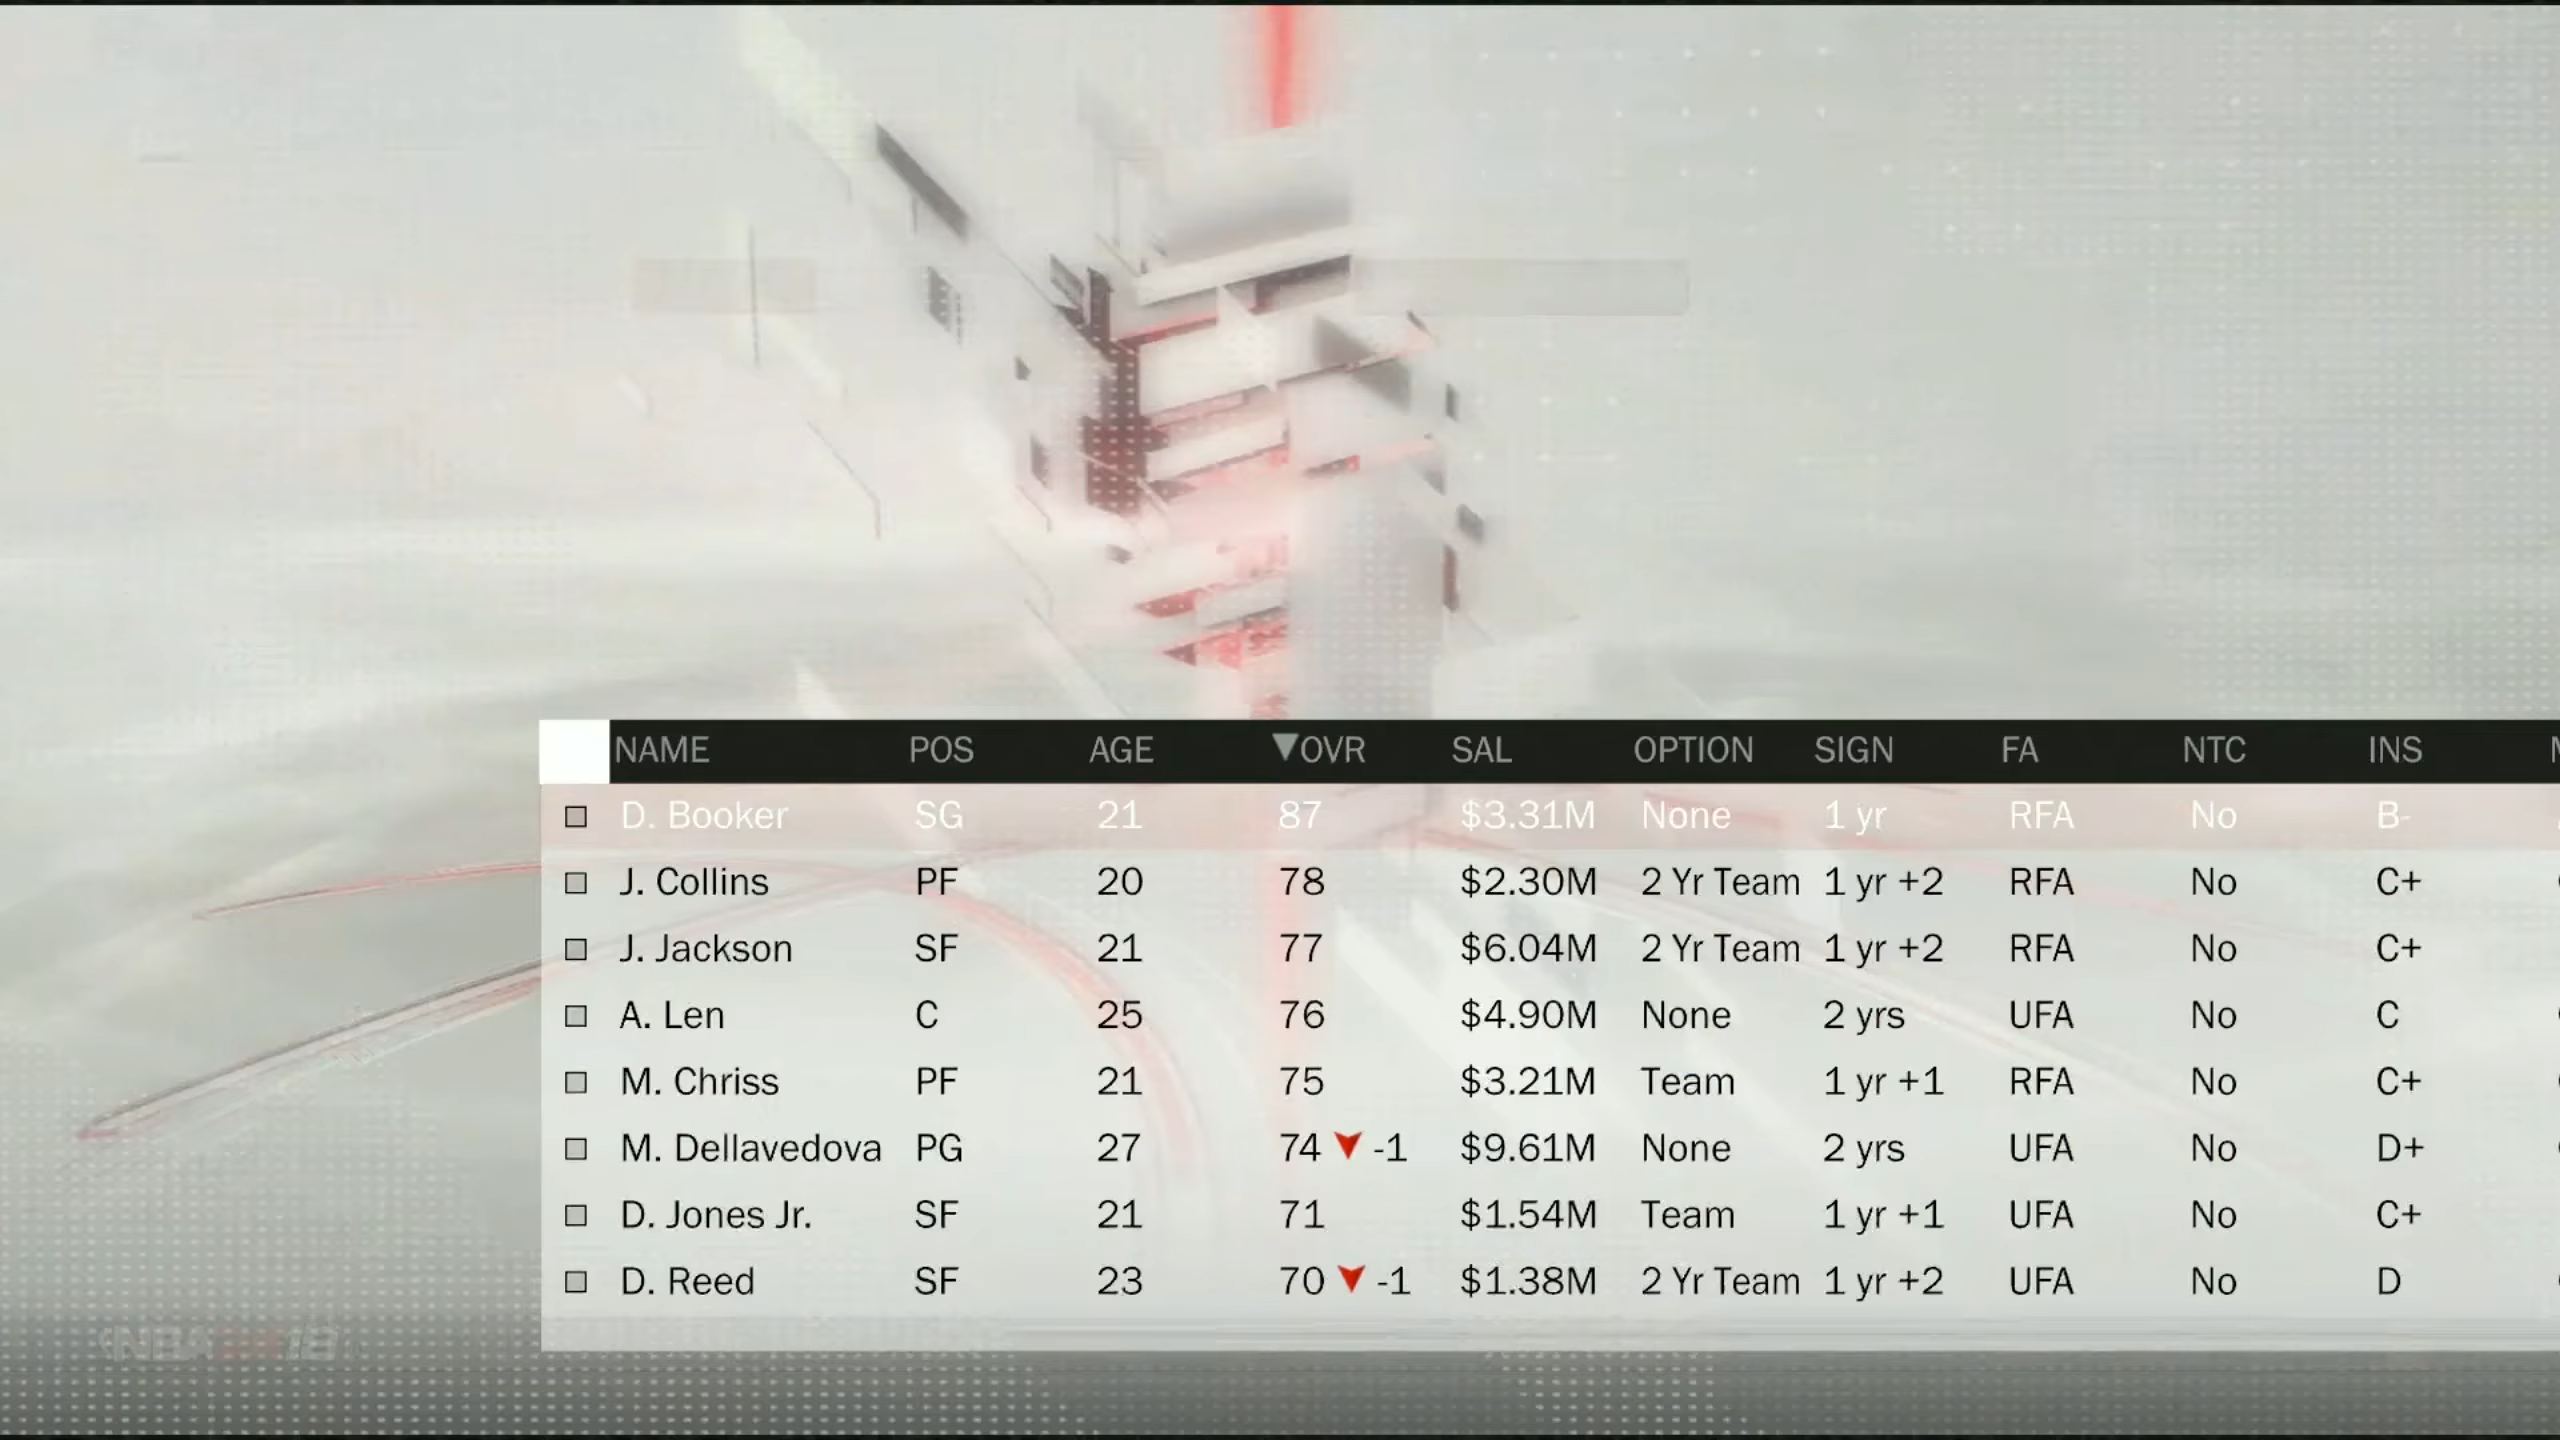 NAME POS AGE ▼OVR SAL OPTION SIGN FA NTC INS
D. Booker SG 21 87 $3.31M None 1 yr RFA No B-
J. Collins PF 20 78 $2.30M 2 Yr Team 1 yr +2 RFA No C+
J. Jackson SF 21 77 $6.04M 2 Yr Team 1 yr +2 RFA No C+
A. Len C 25 76 $4.90M None 2 yrs UFA No C
M. Chriss PF 21 75 $3.21M Team 1 yr +1 RFA No C+
M. Dellavedova PG 27 74 -1 $9.61M None 2 yrs UFA No D+
D. Jones Jr. SF 21 71 $1.54M Team 1 yr +1 UFA No C+
D. Reed SF 23 70 -1 $1.38M 2 Yr Team 1 yr +2 UFA No D
NBA 2K18